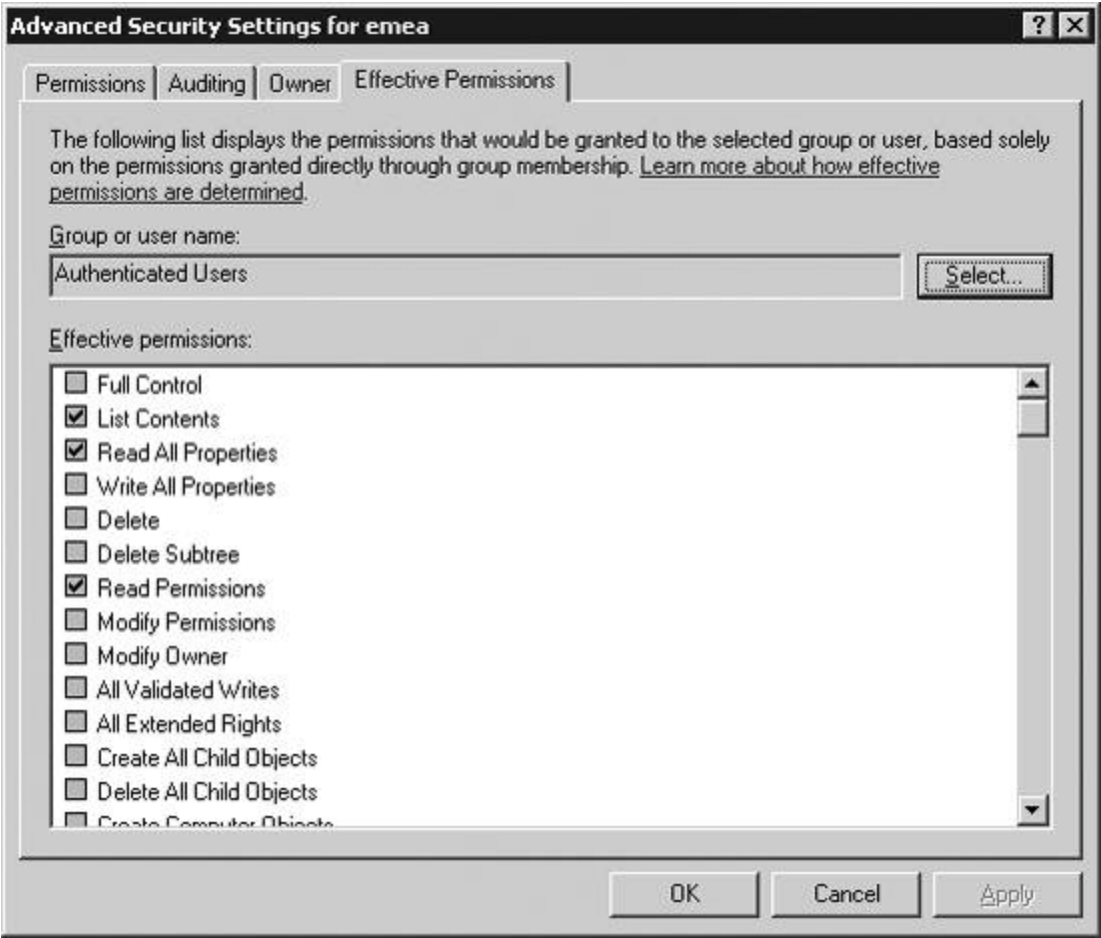 Advanced Security Settings for emea
Permissions
Auditing
Owner
Effective Permissions
The following list displays the permissions that would be granted to the selected group or user, based solely
on the permissions granted directly through group membership. Learn more about how effective
permissions are determined.
Group or user name:
Authenticated Users
Select...
Effective permissions:
Full Control
List Contents
Read All Properties
Write All Properties
Delete
Delete Subtree
Read Permissions
Modify Permissions
Modify Owner
All Validated Writes
All Extended Rights
Create All Child Objects
Delete All Child Objects
Create Computer Objects
OK
Cancel
Apply